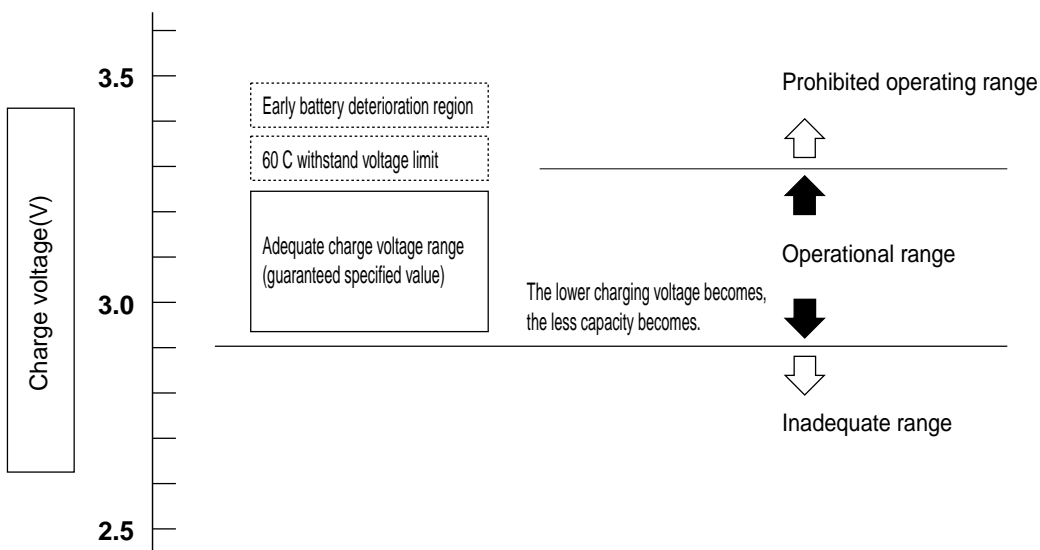 Charge voltage(V)
3.5
3.0
2.5
Early battery deterioration region
60 C withstand voltage limit
Adequate charge voltage range
(guaranteed specified value)
The lower charging voltage becomes,
the less capacity becomes.
Prohibited operating range
Operational range
Inadequate range